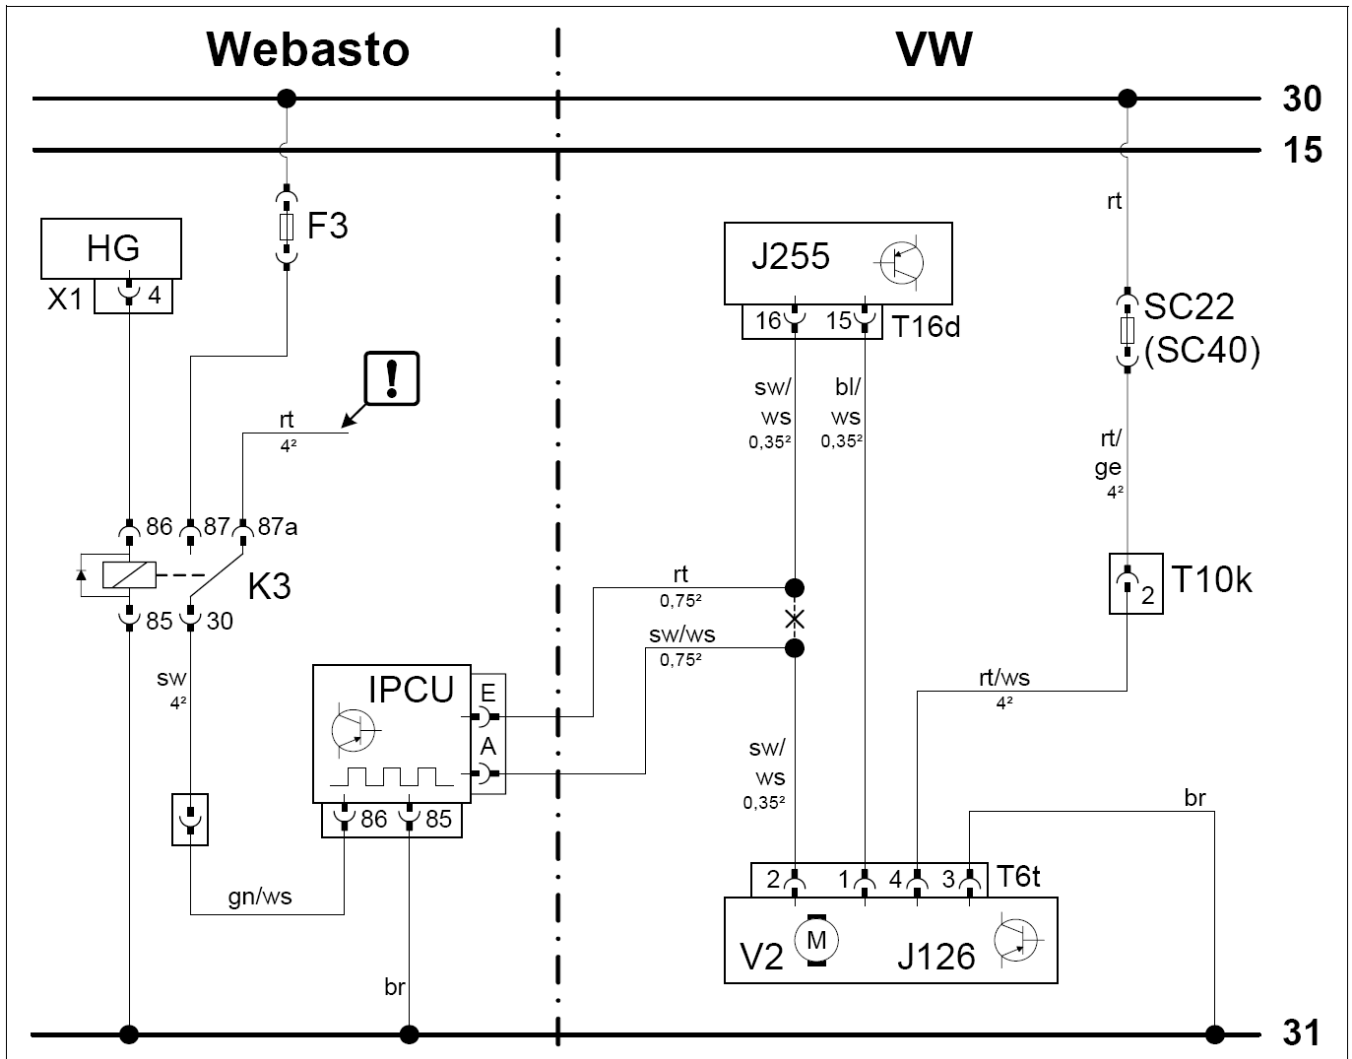 Webasto
VW
30
15
rt
F3
HG
X1
4
J255
16
15
T16d
SC22
(SC40)
!
rt
4²
sw/
ws
0,35²
bl/
ws
0,35²
rt/
ge
4²
86
87
87a
K3
85
30
rt
0,75²
sw/ws
0,75²
2
T10k
sw
4²
IPCU
E
A
86
85
rt/ws
4²
sw/
ws
0,35²
br
gn/ws
2
1
4
3
T6t
V2
M
J126
br
31